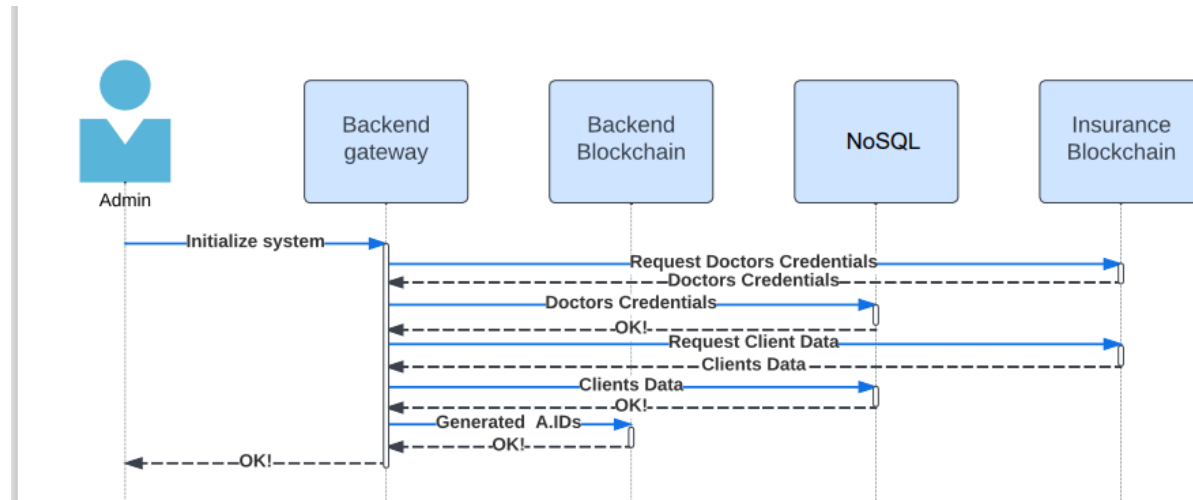 Backend
gateway
Backend
Blockchain
NoSQL
Insurance
Blockchain
Admin
Initialize system
Request Doctors Credentials
Doctors Credentials
Doctors Credentials
OK!
Request Client Data
Clients Data
Clients Data
OK!
Generated A.IDs
OK!
OK!